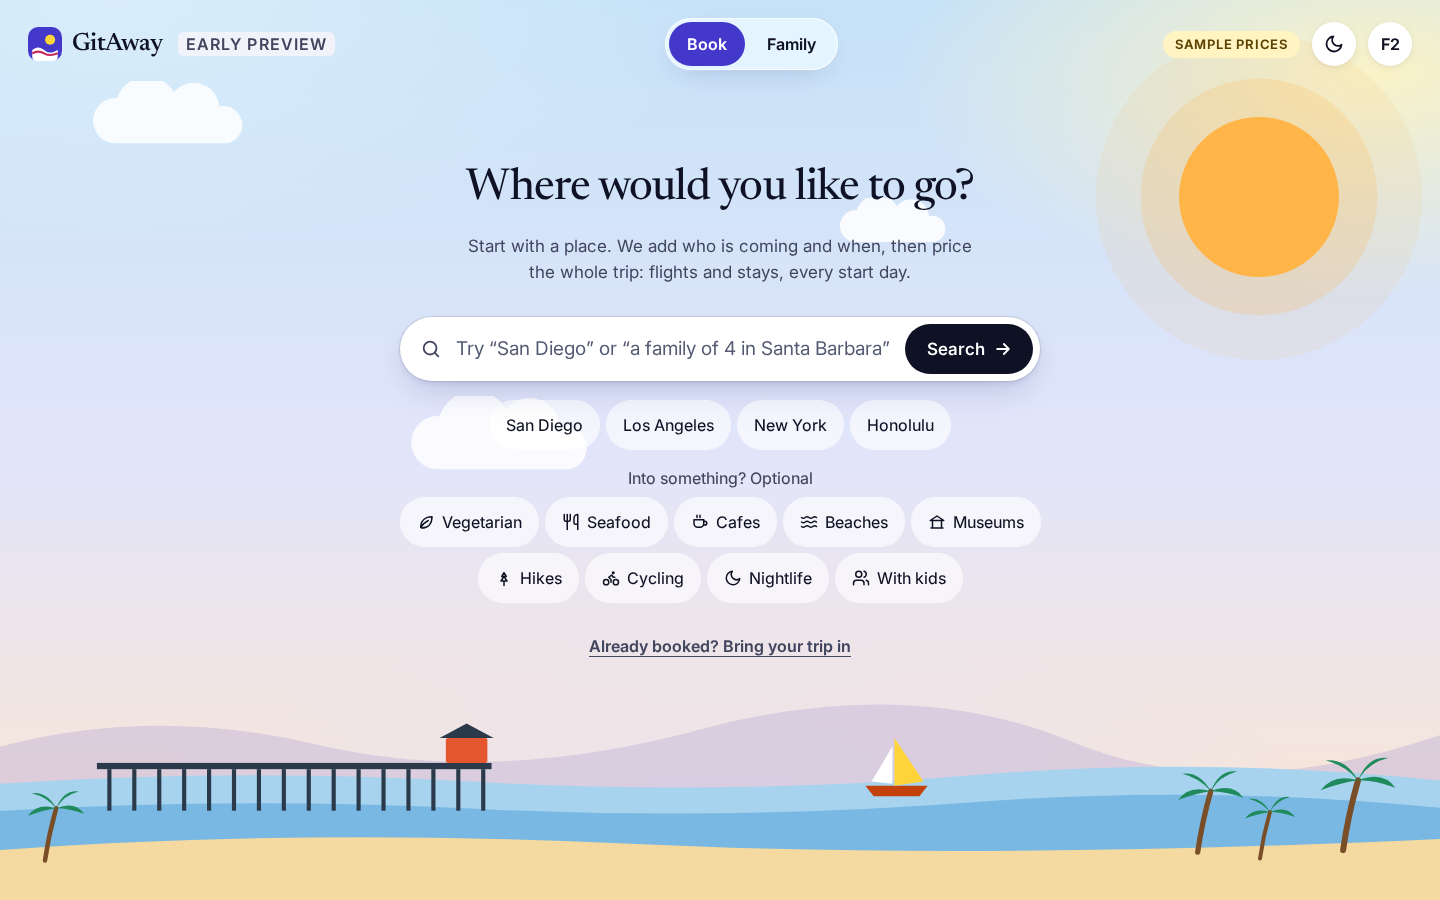 GitAway
EARLY PREVIEW
Book
Family
SAMPLE PRICES
F2
Where would you like to go?
Start with a place. We add who is coming and when, then price
the whole trip: flights and stays, every start day.
Try “San Diego” or “a family of 4 in Santa Barbara”
Search
San Diego
Los Angeles
New York
Honolulu
Into something? Optional
Vegetarian
Seafood
Cafes
Beaches
Museums
Hikes
Cycling
Nightlife
With kids
Already booked? Bring your trip in